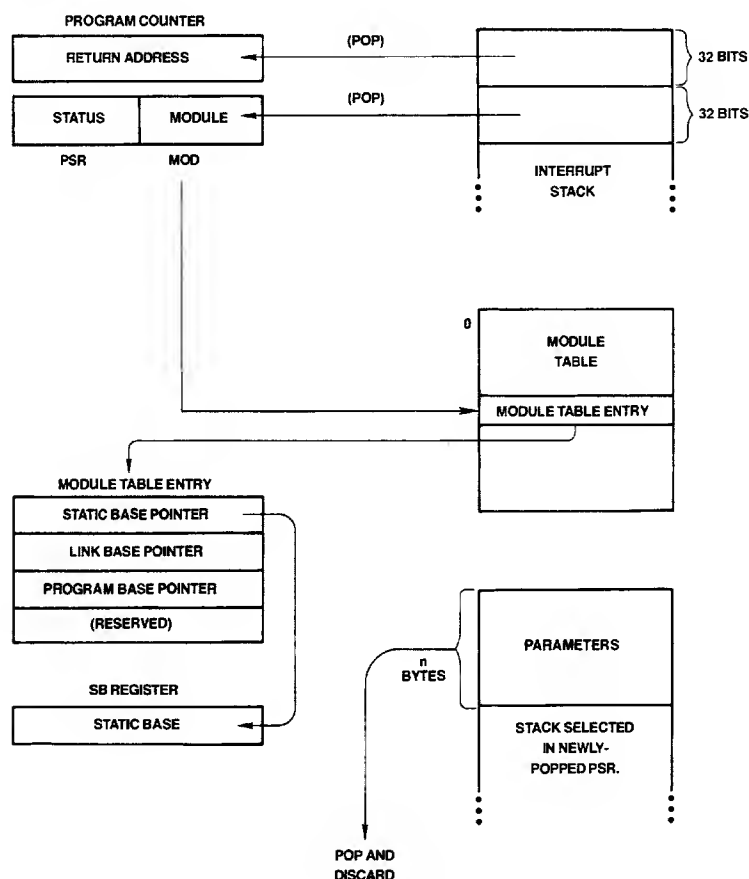 PROGRAM COUNTER
RETURN ADDRESS
(POP)
32 BITS
STATUS
MODULE
(POP)
32 BITS
PSR
MOD
INTERRUPT
STACK
0
MODULE
TABLE
MODULE TABLE ENTRY
MODULE TABLE ENTRY
STATIC BASE POINTER
LINK BASE POINTER
PROGRAM BASE POINTER
(RESERVED)
n
BYTES
PARAMETERS
SB REGISTER
STATIC BASE
STACK SELECTED
IN NEWLY-
POPPED PSR.
POP AND
DISCARD